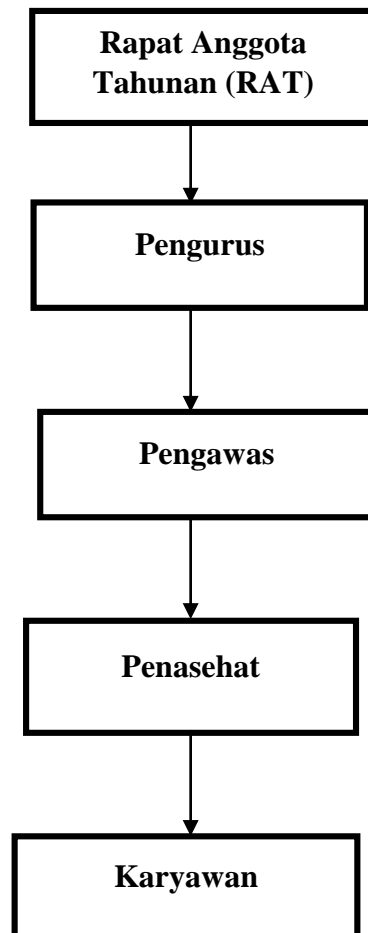 Rapat Anggota
Tahunan (RAT)
Pengurus
Pengawas
Penasehat
Karyawan